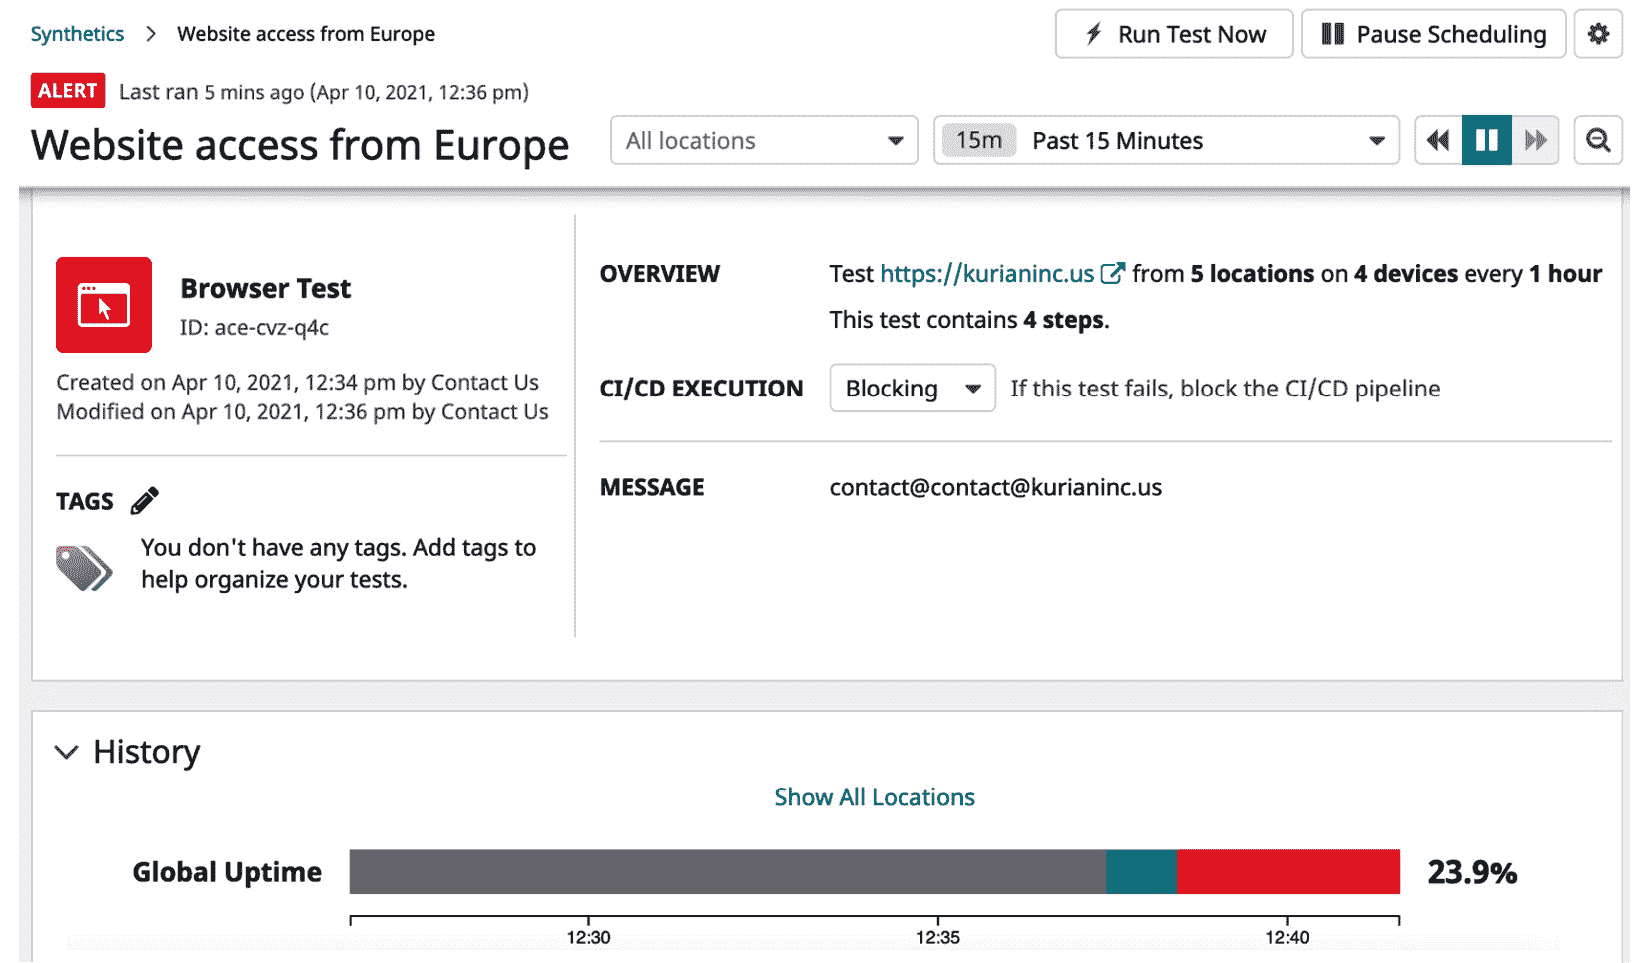 Synthetics > Website access from Europe
Run Test Now
Pause Scheduling
ALERT Last ran 5 mins ago (Apr 10, 2021, 12:36 pm)
Website access from Europe
All locations
15m Past 15 Minutes
Browser Test
ID: ace-cvz-q4c
Created on Apr 10, 2021, 12:34 pm by Contact Us
Modified on Apr 10, 2021, 12:36 pm by Contact Us
TAGS
You don't have any tags. Add tags to
help organize your tests.
OVERVIEW Test https://kurianinc.us from 5 locations on 4 devices every 1 hour
This test contains 4 steps.
CI/CD EXECUTION Blocking If this test fails, block the CI/CD pipeline
MESSAGE contact@contact@kurianinc.us
History
Show All Locations
Global Uptime 23.9%
12:30 12:35 12:40